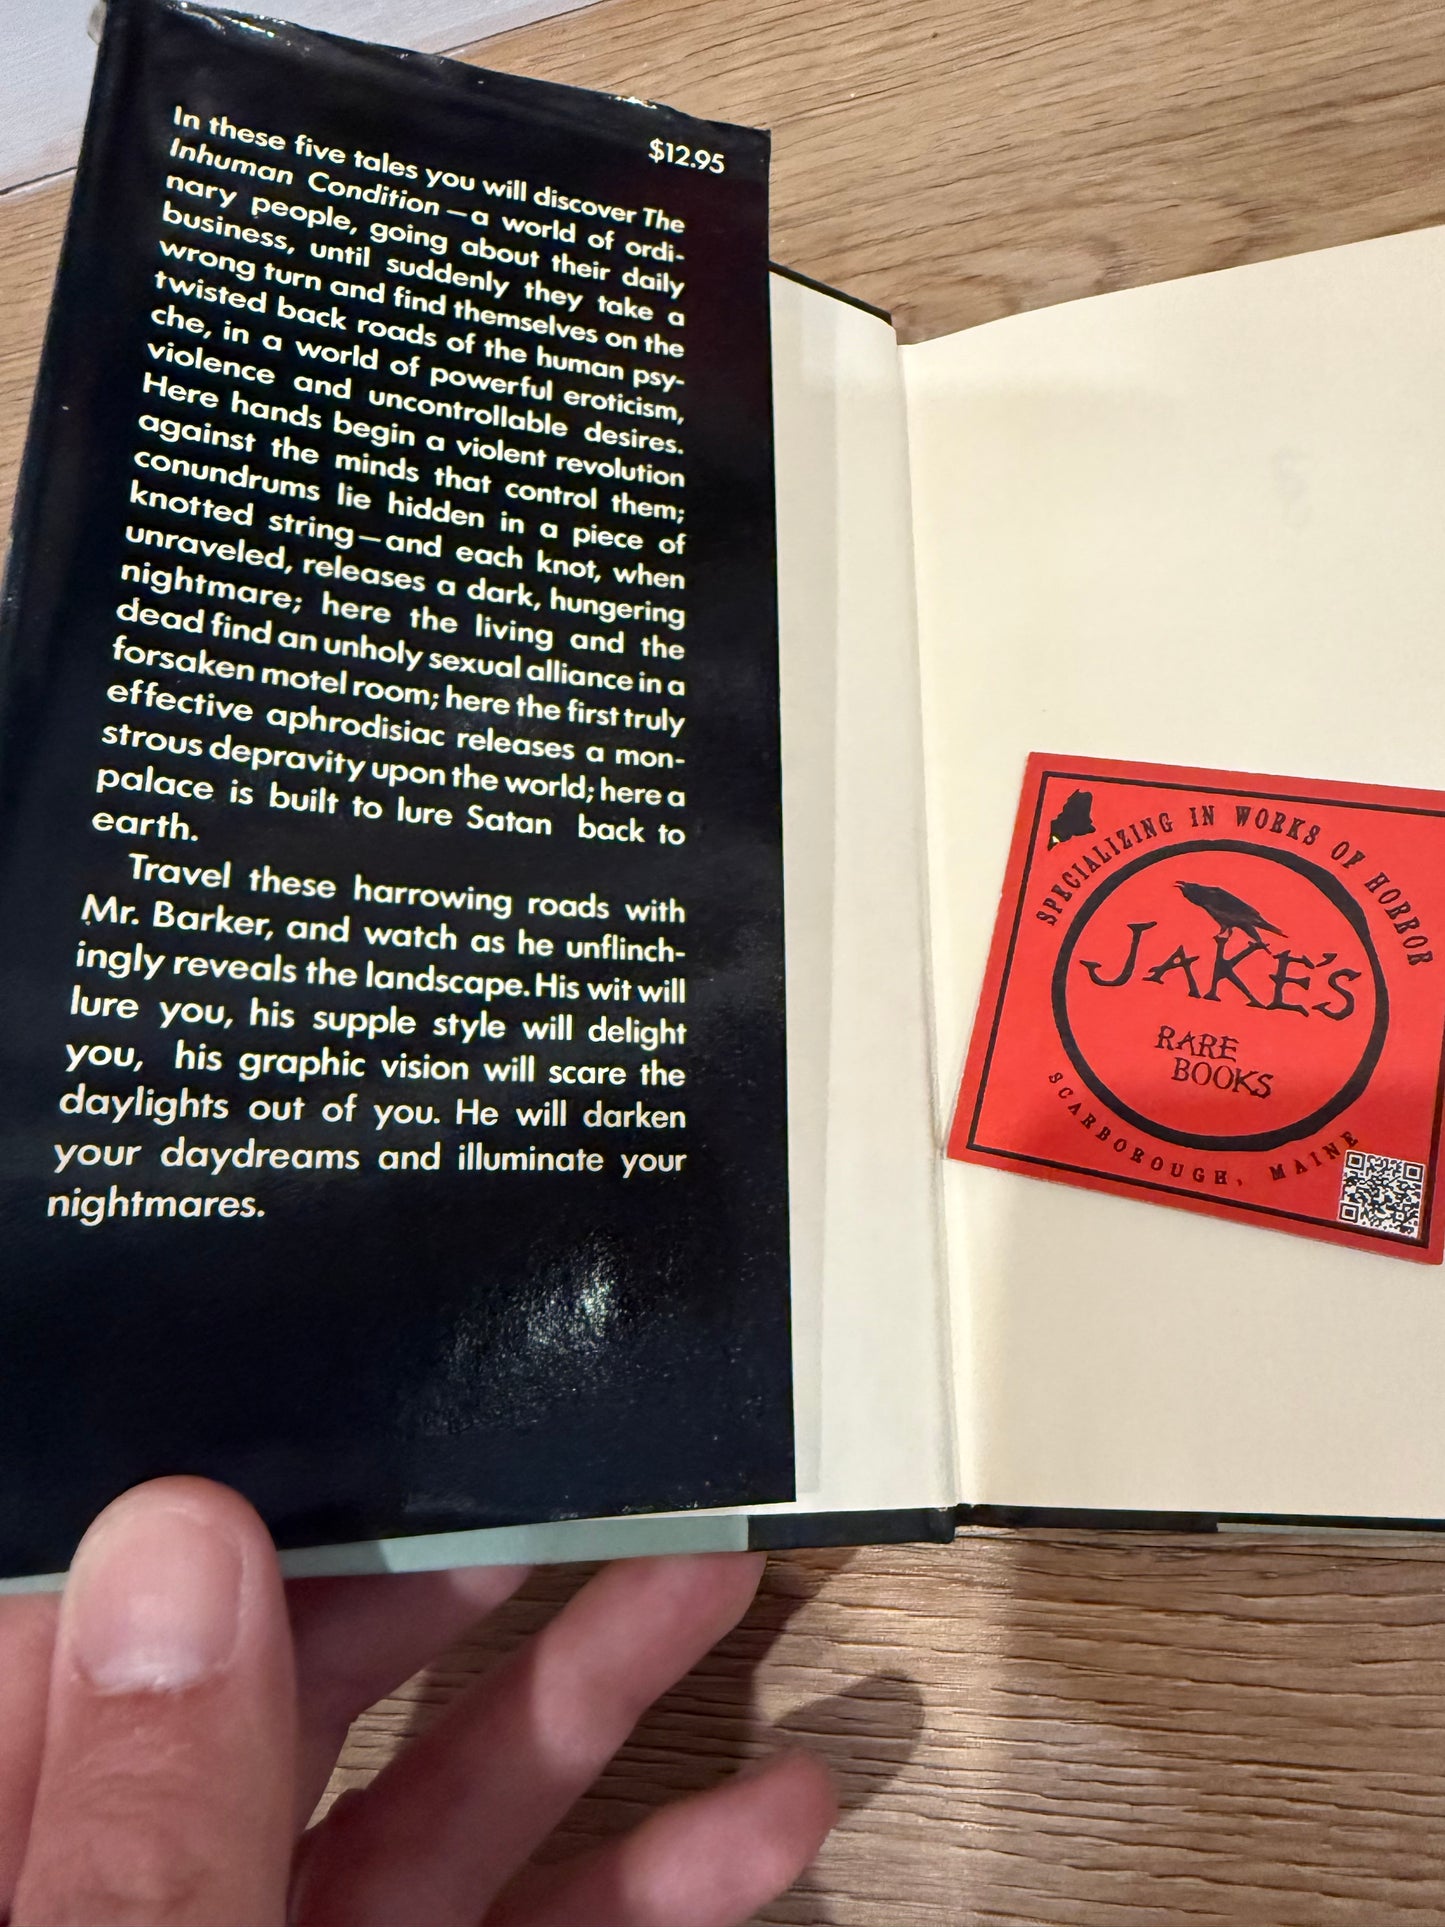 $12.95
In these five tales you will discover The
Inhuman Condition—a world of ordi-
nary people, going about their daily
business, until suddenly they take a
wrong turn and find themselves on the
twisted back roads of the human psy-
che, in a world of powerful eroticism,
violence and uncontrollable desires.
Here hands begin a violent revolution
against the minds that control them;
conundrums lie hidden in a piece of
knotted string—and each knot, when
unraveled, releases a dark, hungering
nightmare; here the living and the
dead find an unholy sexual alliance in a
forsaken motel room; here the first truly
effective aphrodisiac releases a mon-
strous depravity upon the world; here a
palace is built to lure Satan back to
earth.
Travel these harrowing roads with
Mr. Barker, and watch as he unflinch-
ingly reveals the landscape. His wit will
lure you, his supple style will delight
you, his graphic vision will scare the
daylights out of you. He will darken
your daydreams and illuminate your
nightmares.
SPECIALIZING IN WORKS OF HORROR
JAKE'S
RARE
BOOKS
SCARBOROUGH, MAINE